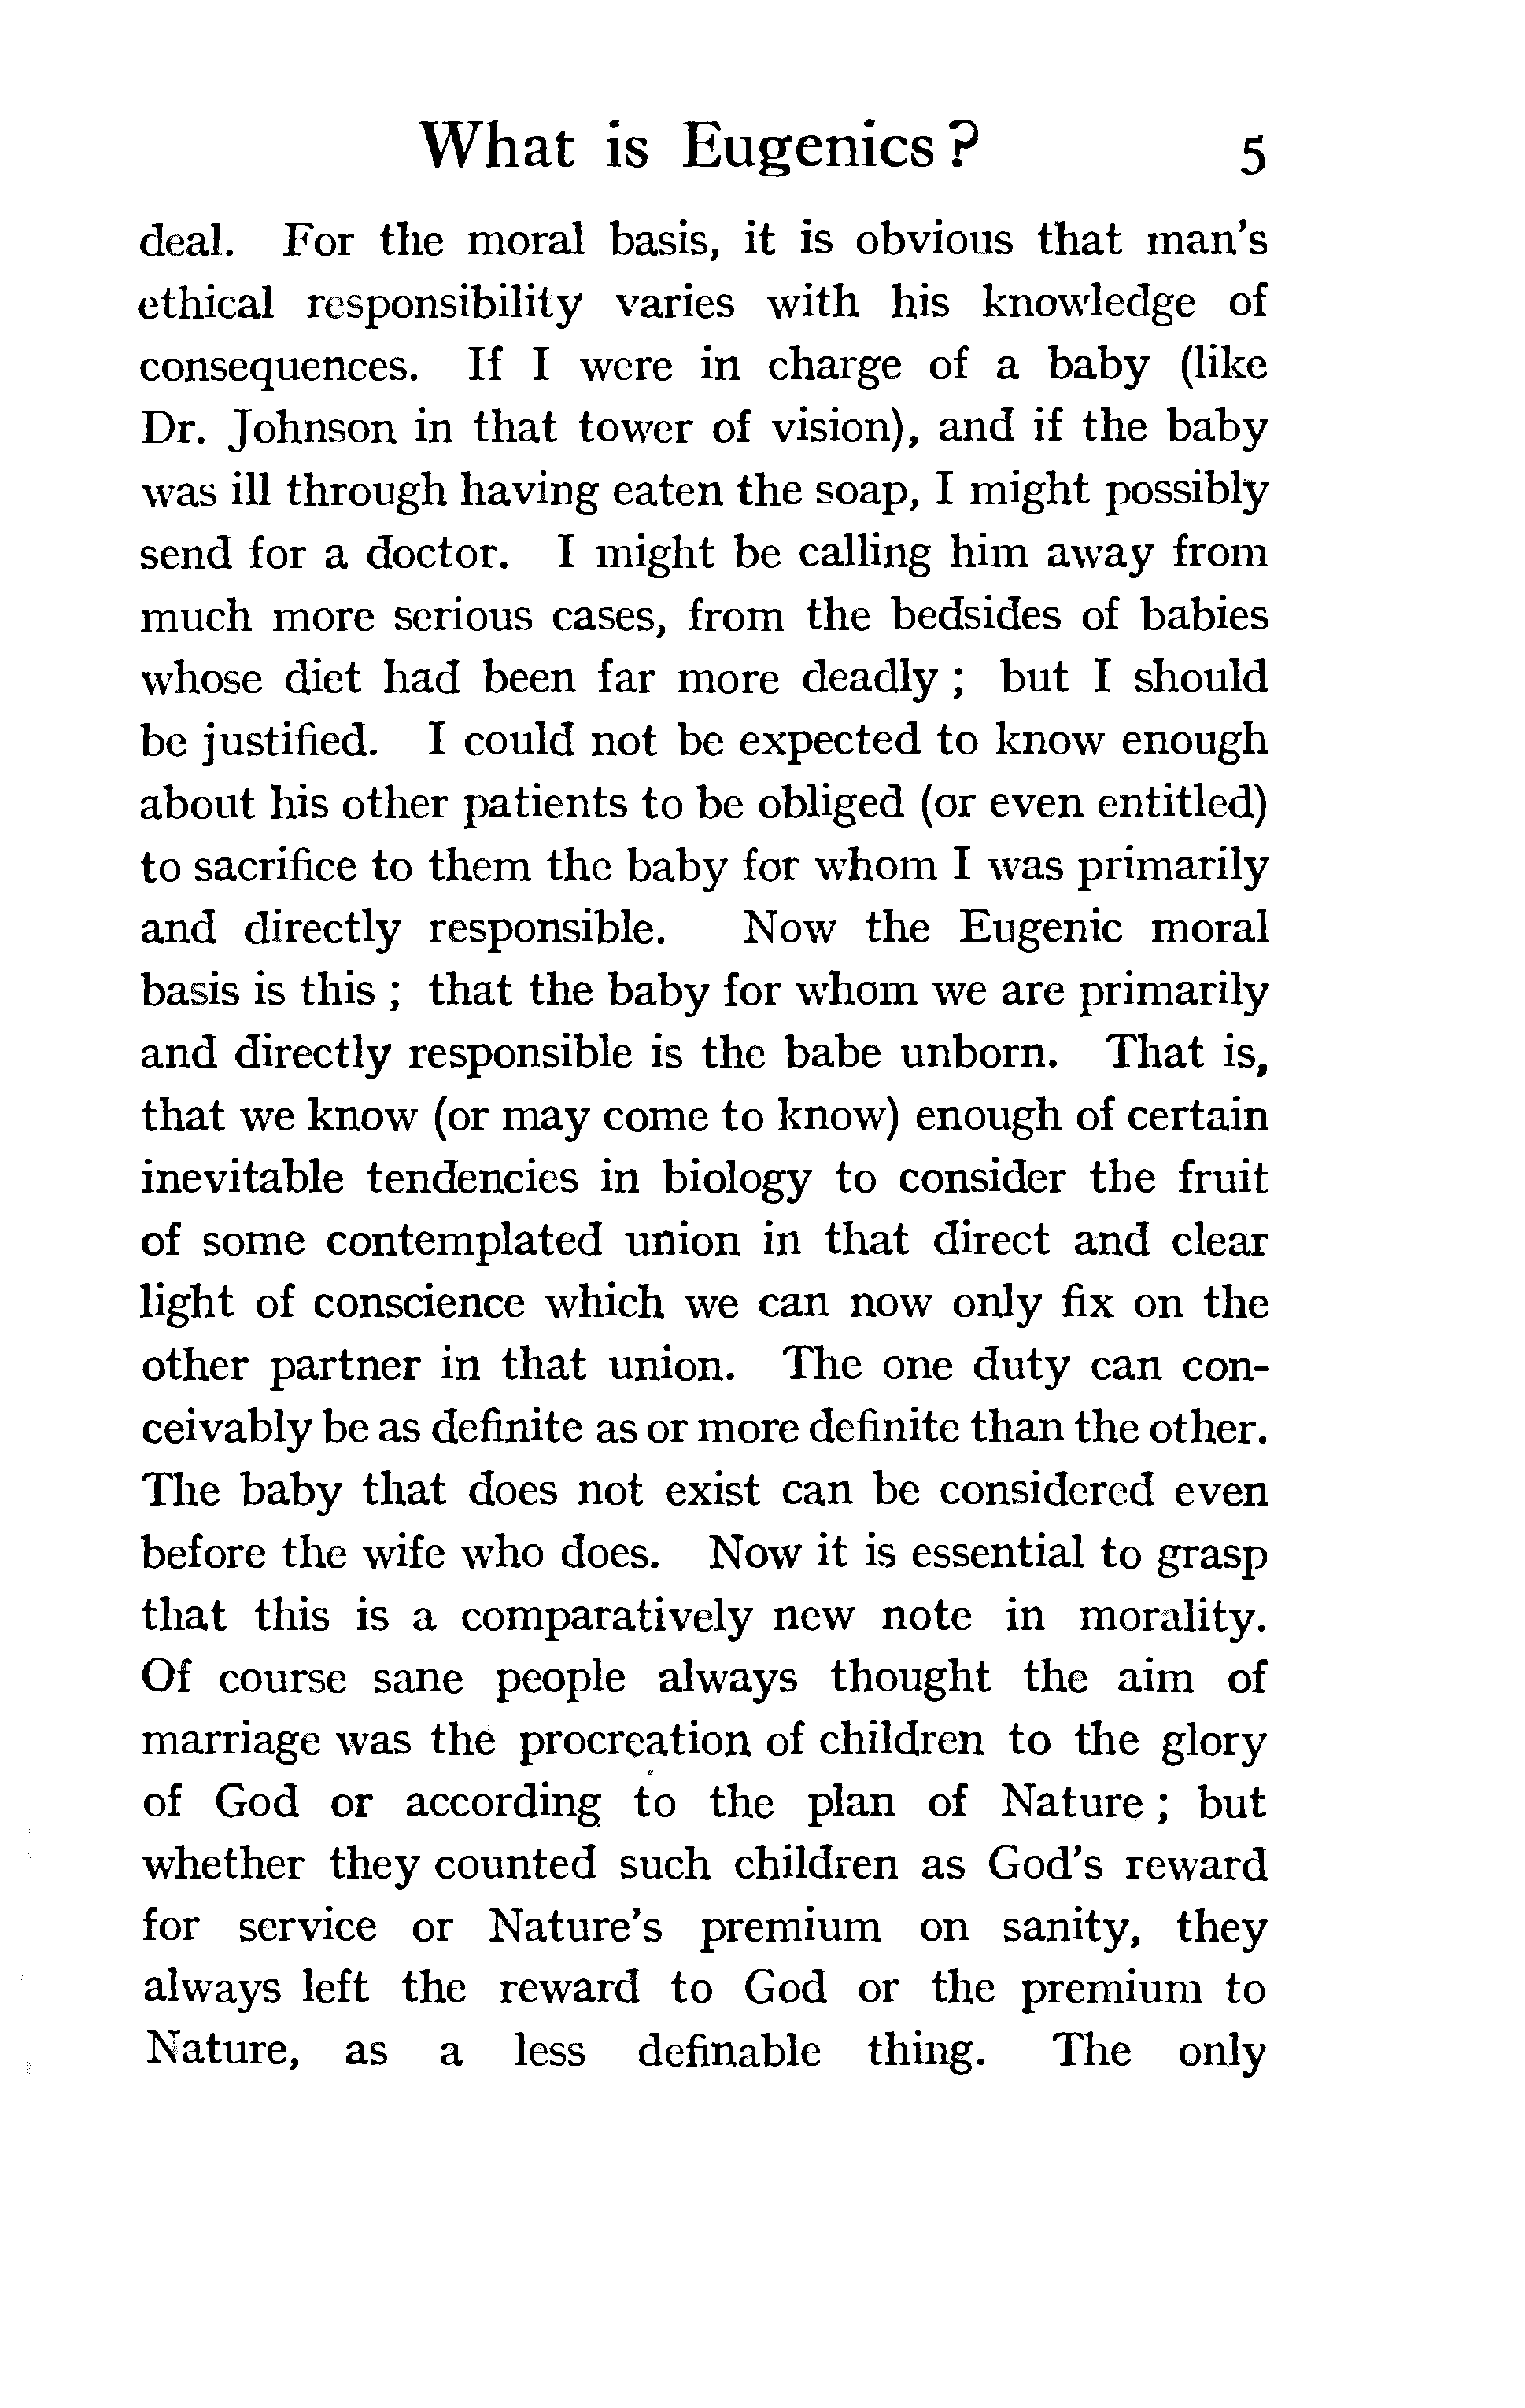 What is Eugenics? 5
deal. For the moral basis, it is obvious that man's
ethical responsibility varies with his knowledge of
consequences. If I were in charge of a baby (like
Dr. Johnson in that tower of vision), and if the baby
was ill through having eaten the soap, I might possibly
send for a doctor. I might be calling him away from
much more serious cases, from the bedsides of babies
whose diet had been far more deadly ; but I should
be justified. I could not be expected to know enough
about his other patients to be obliged (or even entitled)
to sacrifice to them the baby for whom I was primarily
and directly responsible. Now the Eugenic moral
basis is this ; that the baby for whom we are primarily
and directly responsible is the babe unborn. That is,
that we know (or may come to know) enough of certain
inevitable tendencies in biology to consider the fruit
of some contemplated union in that direct and clear
light of conscience which we can now only fix on the
other partner in that union. The one duty can con-
ceivably be as definite as or more definite than the other.
The baby that does not exist can be considered even
before the wife who does. Now it is essential to grasp
that this is a comparatively new note in morality.
Of course sane people always thought the aim of
marriage was the procreation of children to the glory
of God or according to the plan of Nature ; but
whether they counted such children as God's reward
for service or Nature's premium on sanity, they
always left the reward to God or the premium to
Nature, as a less definable thing. The only